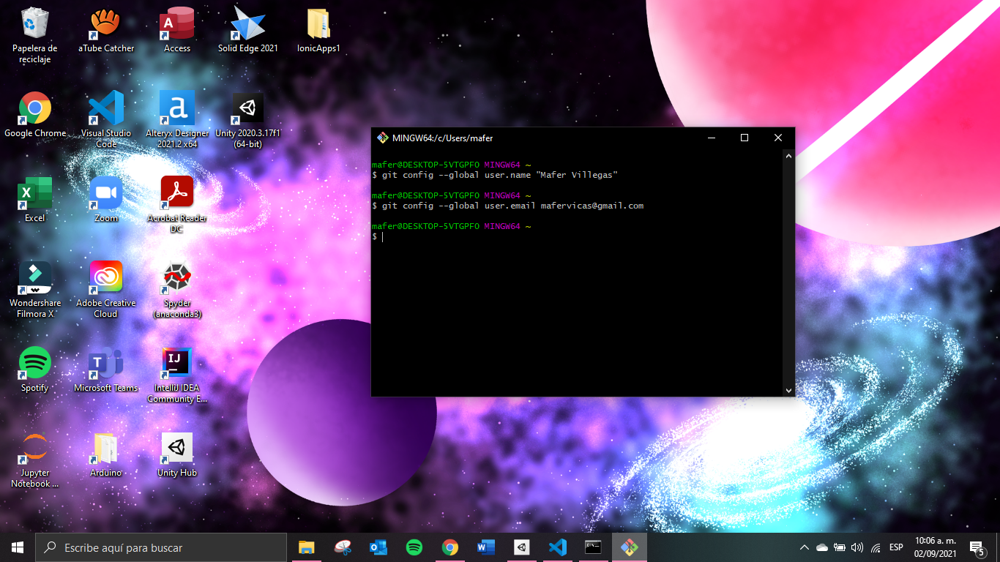 Papelera de
reciclaje
aTube Catcher
Access
Solid Edge 2021
IonicApps1
Google Chrome
Visual Studio
Code
Alteryx Designer
2021.2 x64
Unity 2020.3.17f1
(64-bit)
Excel
Zoom
Acrobat Reader
DC
Wondershare
Filmora X
Adobe Creative
Cloud
Spyder
(anaconda3)
Spotify
Microsoft Teams
IntelliJ IDEA
Community E...
Jupyter
Notebook ...
Arduino
Unity Hub
MINGW64:/c/Users/mafer
mafer@DESKTOP-5VTGPFO MINGW64 ~
$ git config --global user.name "Mafer Villegas"
mafer@DESKTOP-5VTGPFO MINGW64 ~
$ git config --global user.email mafervicas@gmail.com
mafer@DESKTOP-5VTGPFO MINGW64 ~
$
Escribe aquí para buscar
ESP
10:06 a. m.
02/09/2021
5